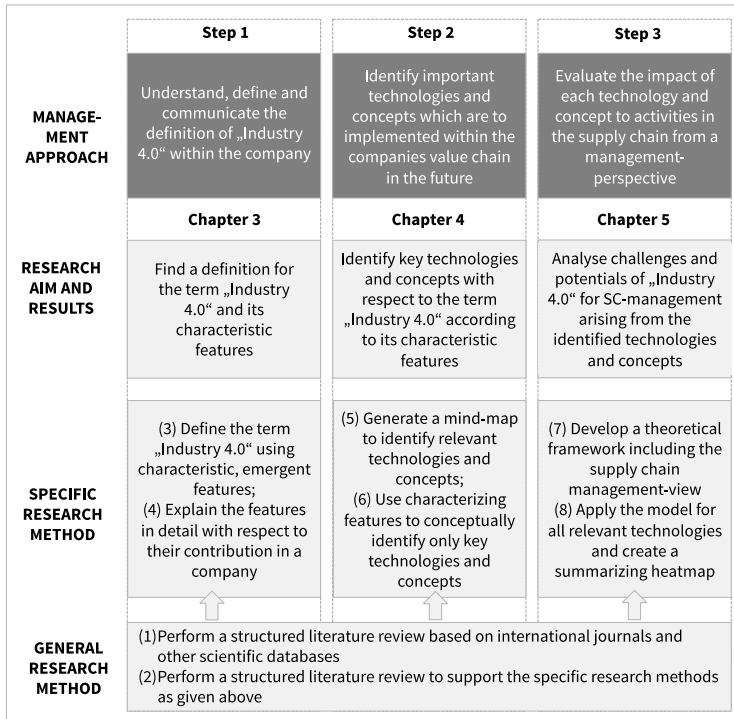 Step 1
Step 2
Step 3
MANAGE-
MENT
APPROACH
Understand, define and
communicate the
definition of „Industry
4.0“ within the company
Identify important
technologies and
concepts which are to
implemented within the
companies value chain
in the future
Evaluate the impact of
each technology and
concept to activities in
the supply chain from a
management-
perspective
Chapter 3
Chapter 4
Chapter 5
RESEARCH
AIM AND
RESULTS
Find a definition for
the term „Industry
4.0“ and its
characteristic
features
Identify key technologies
and concepts with
respect to the term
„Industry 4.0“ according
to its characteristic
features
Analyse challenges and
potentials of „Industry
4.0“ for SC-management
arising from the
identified technologies
and concepts
SPECIFIC
RESEARCH
METHOD
(3) Define the term
„Industry 4.0“ using
characteristic, emergent
features;
(4) Explain the features
in detail with respect to
their contribution in a
company
(5) Generate a mind-map
to identify relevant
technologies and
concepts;
(6) Use characterizing
features to conceptually
identify only key
technologies and
concepts
(7) Develop a theoretical
framework including the
supply chain
management-view
(8) Apply the model for
all relevant technologies
and create a
summarizing heatmap
GENERAL
RESEARCH
METHOD
(1)Perform a structured literature review based on international journals and
other scientific databases
(2)Perform a structured literature review to support the specific research methods
as given above